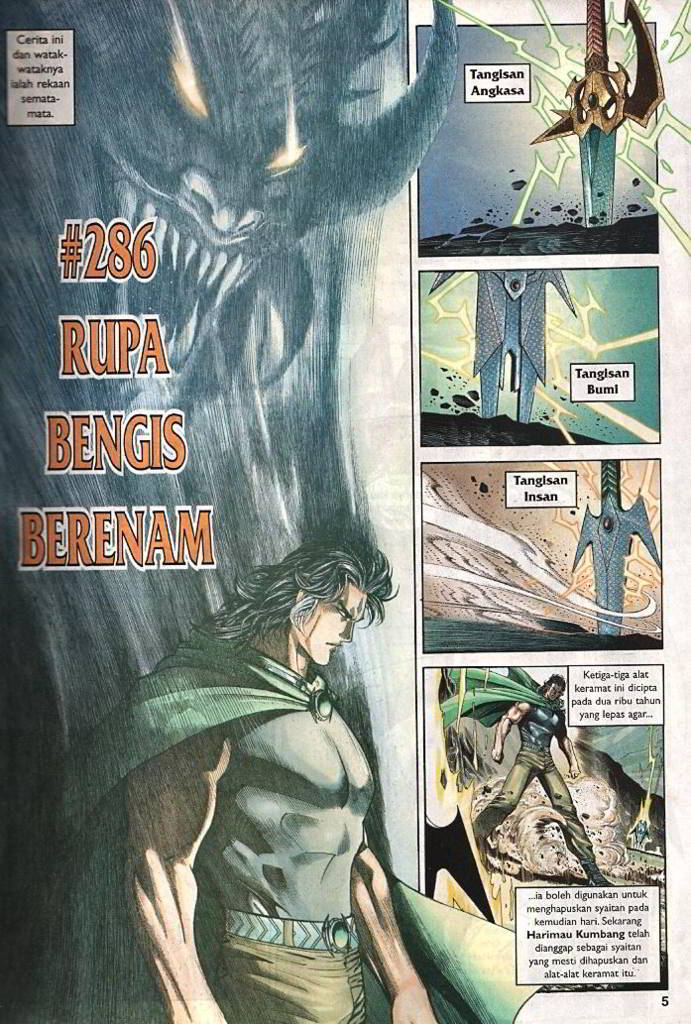 Cerita ini
dan watak-
wataknya
ialah rekaan
semata-
mata.
#286
RUPA
BENGIS
BERENAM
Tangisan
Angkasa
Tangisan
Bumi
Tangisan
Insan
Ketiga-tiga alat
keramat ini dicipta
pada dua ribu tahun
yang lepas agar...
...ia boleh digunakan untuk
menghapuskan syaitan pada
kemudian hari. Sekarang
Harimau Kumbang telah
dianggap sebagai syaitan
yang mesti dihapuskan dan
alat-alat keramat itu.
5